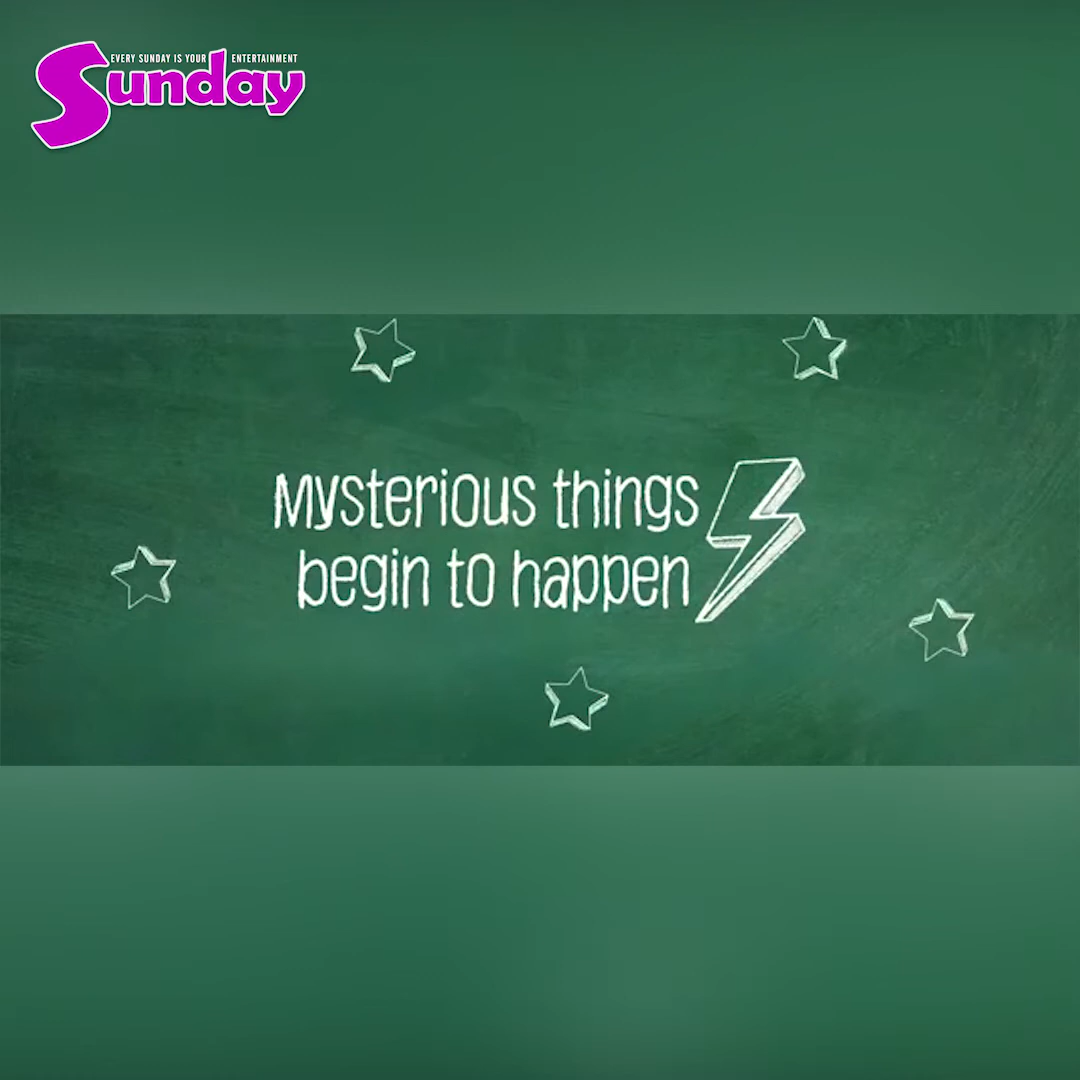 EVERY SUNDAY IS YOUR ENTERTAINMENT
Sunday
Mysterious things
begin to happen